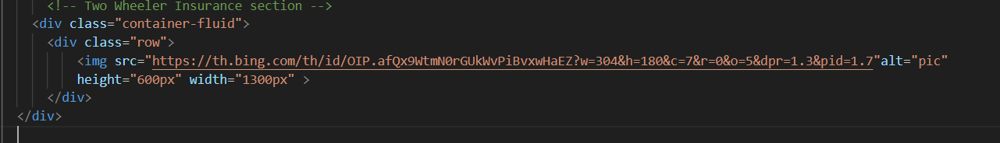 <!-- Two Wheeler Insurance section -->
<div class="container-fluid">
<div class="row">
<img src="https://th.bing.com/th/id/OIP.afQx9WtmN0rGUkWvPiBvxwHaEZ?w=304&h=180&c=7&r=0&o=5&dpr=1.3&pid=1.7"alt="pic"
height="600px" width="1300px" >
</div>
</div>